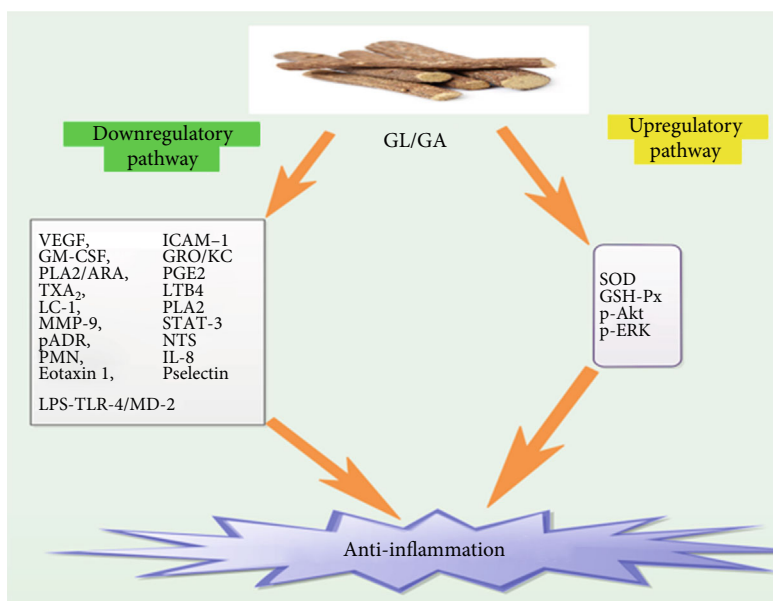 Downregulatory
pathway
GL/GA
Upregulatory
pathway
VEGF, ICAM–1
GM-CSF, GRO/KC
PLA2/ARA, PGE2
TXA₂, LTB4
LC-1, PLA2
MMP-9, STAT-3
pADR, NTS
PMN, IL-8
Eotaxin 1, Pselectin
LPS-TLR-4/MD-2
SOD
GSH-Px
p-Akt
p-ERK
Anti-inflammation